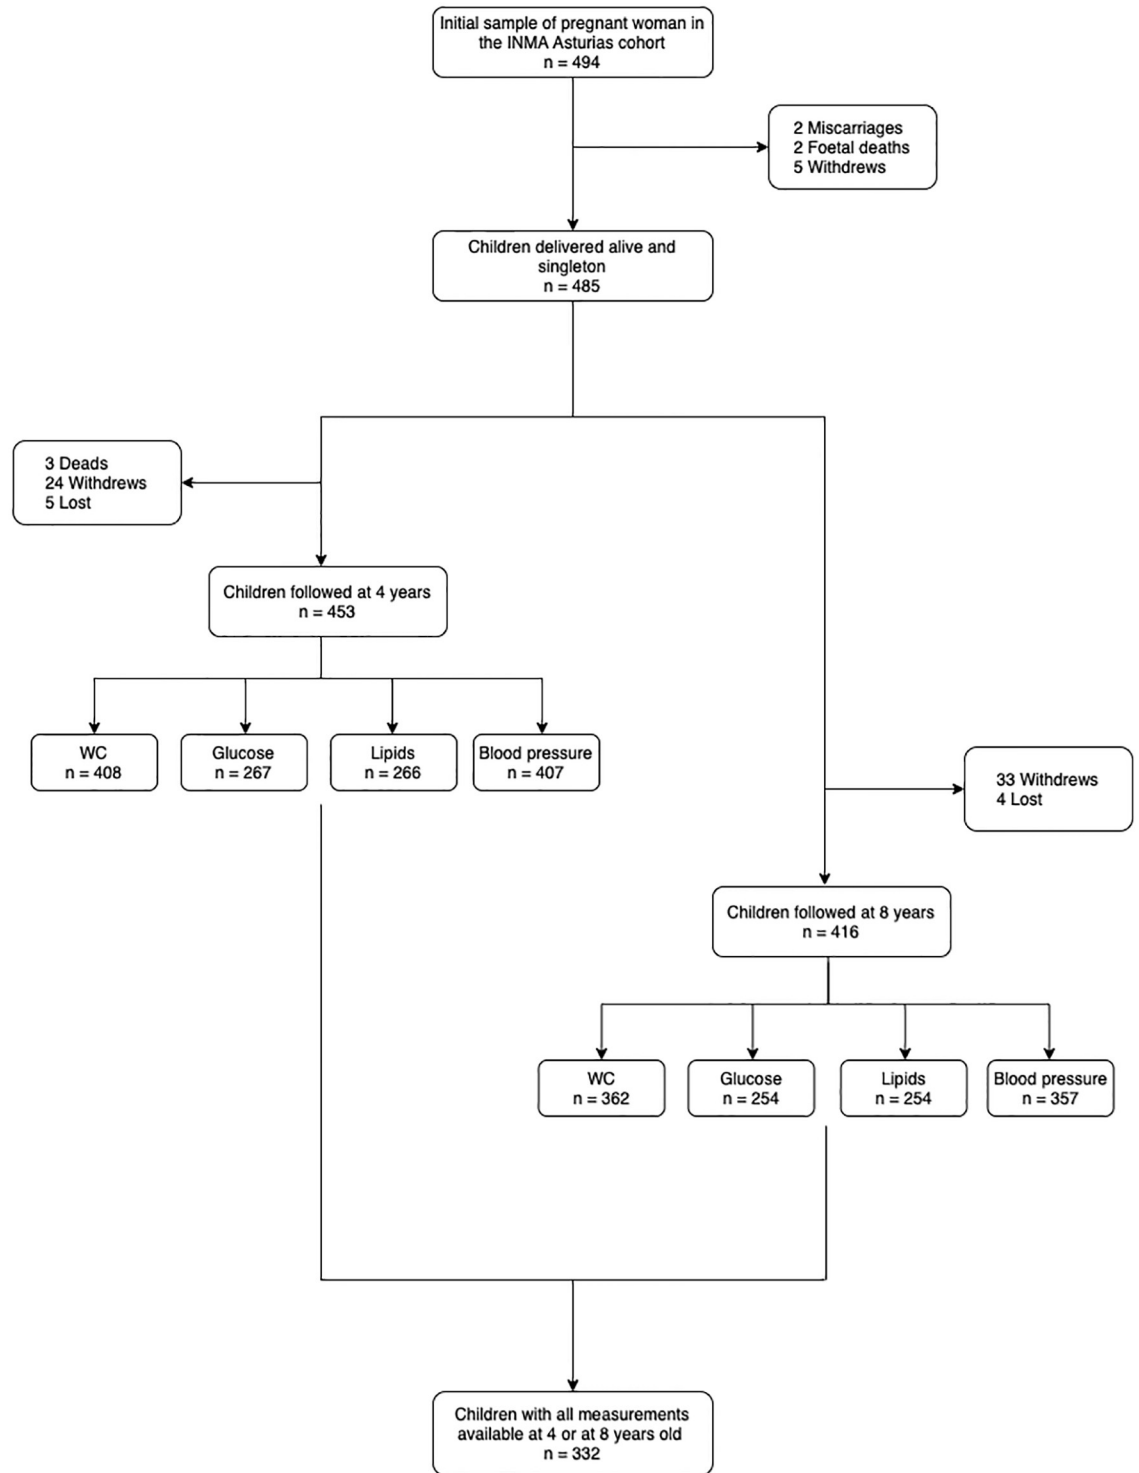 Initial sample of pregnant woman in
the INMA Asturias cohort
n = 494
2 Miscarriages
2 Foetal deaths
5 Withdrews
Children delivered alive and
singleton
n = 485
3 Deads
24 Withdrews
5 Lost
Children followed at 4 years
n = 453
WC
n = 408
Glucose
n = 267
Lipids
n = 266
Blood pressure
n = 407
33 Withdrews
4 Lost
Children followed at 8 years
n = 416
WC
n = 362
Glucose
n = 254
Lipids
n = 254
Blood pressure
n = 357
Children with all measurements
available at 4 or at 8 years old
n = 332